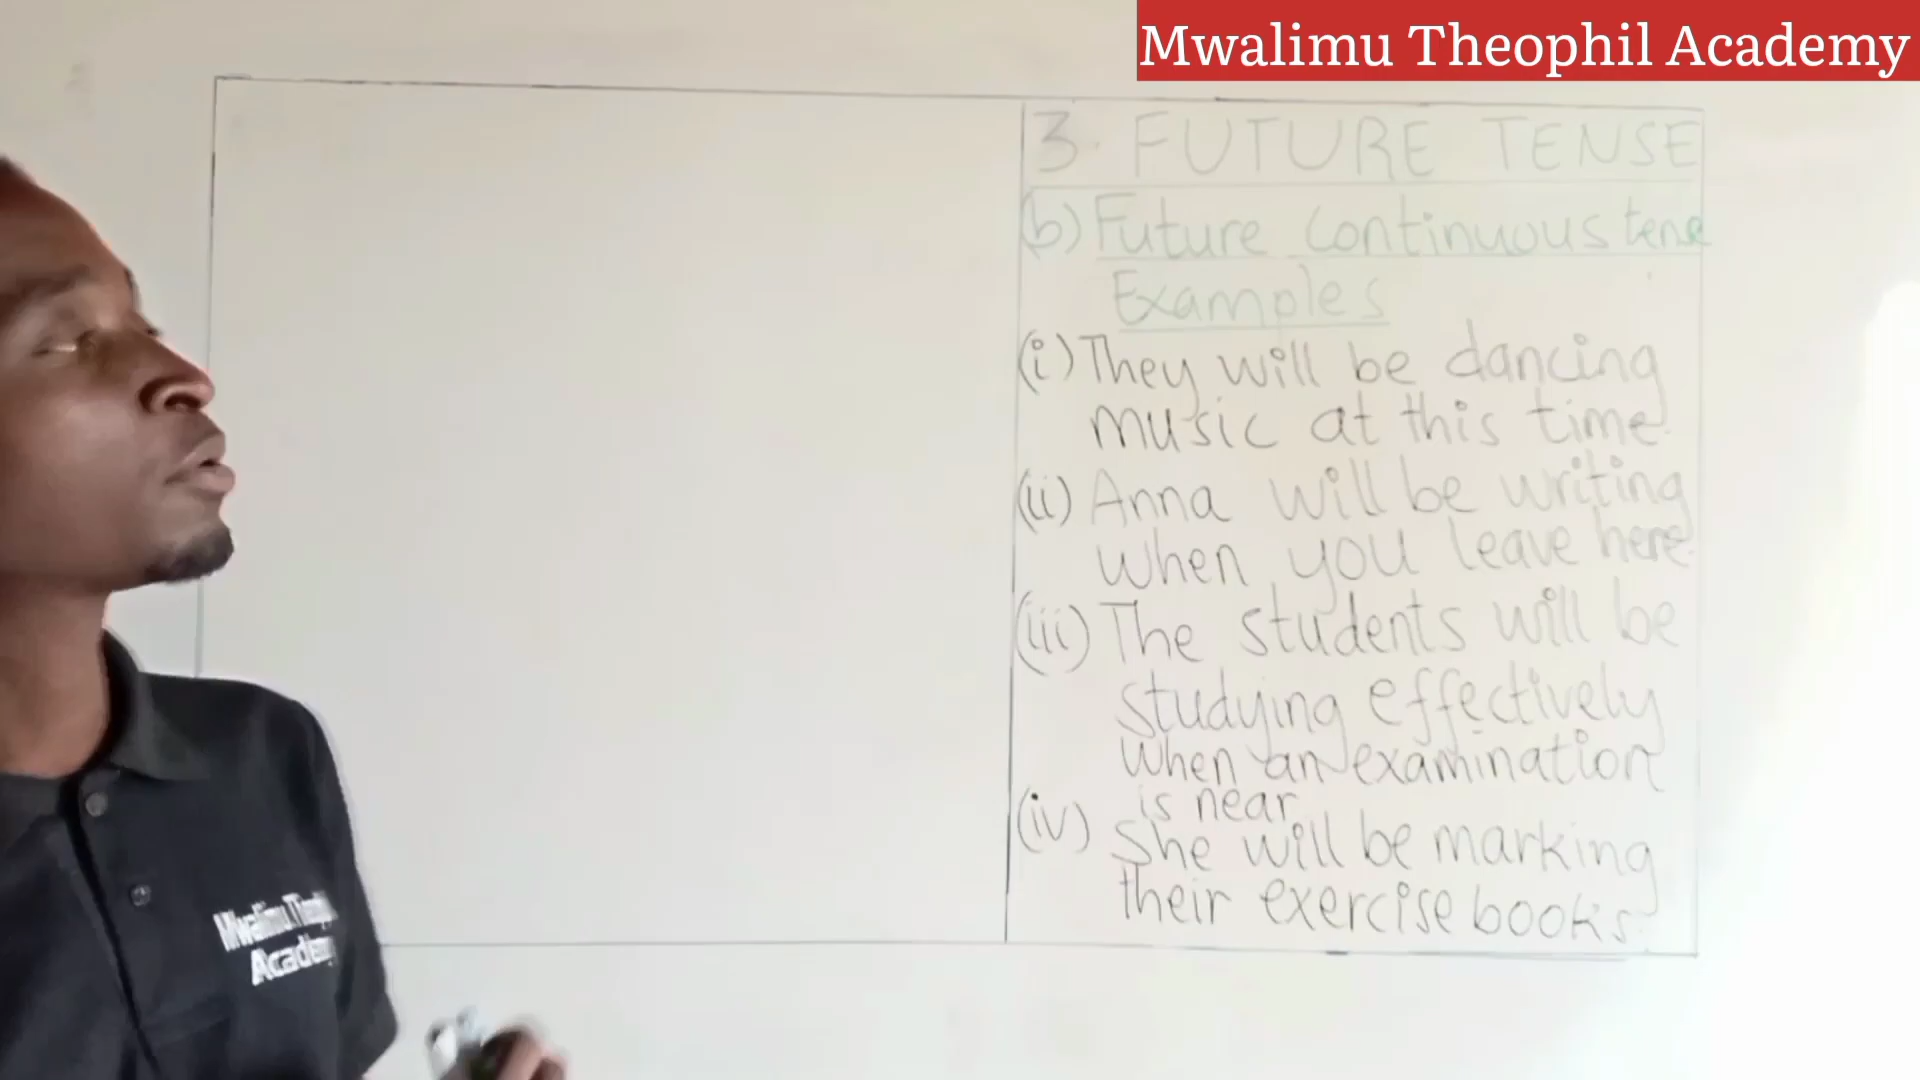 Mwalimu Theophil Academy
3. FUTURE TENSE
(b) Future continuous tense
Examples
(i) They will be dancing
music at this time.
(ii) Anna will be writing
when you leave here.
(iii) The students will be
studying effectively
when an examination
is near.
(iv) She will be marking
their exercise books.
Mwalimu
Academy